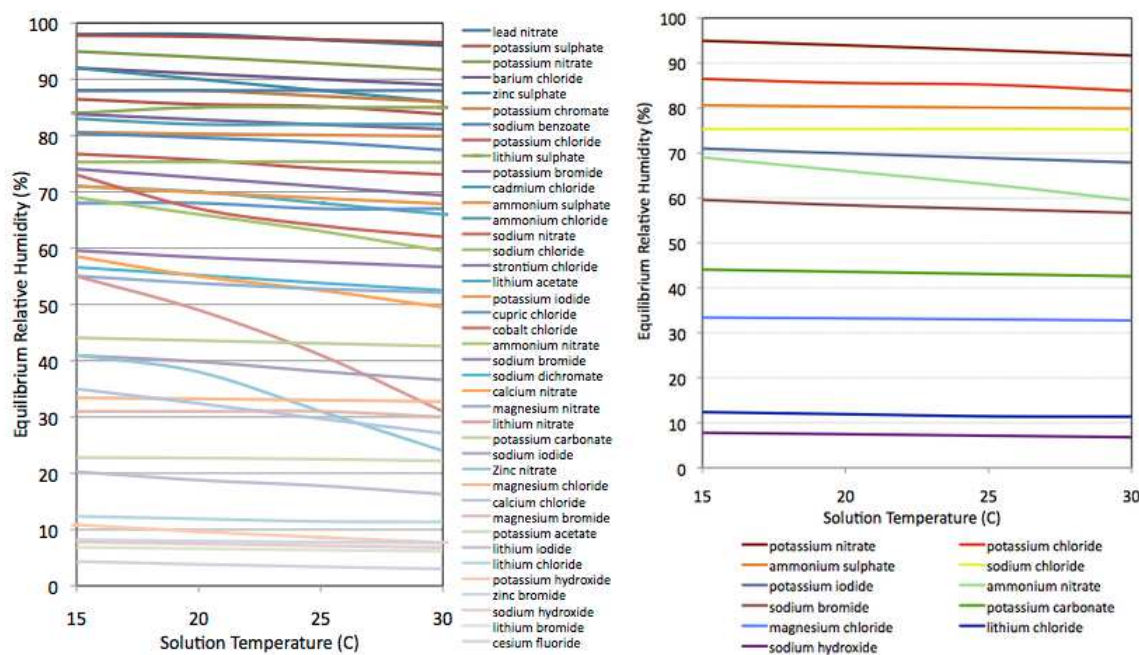 Equilibrium Relative Humidity (%)
100
90
80
70
60
50
40
30
20
10
0
15
20
25
30
Solution Temperature (C)
lead nitrate
potassium sulphate
potassium nitrate
barium chloride
zinc sulphate
potassium chromate
sodium benzoate
potassium chloride
lithium sulphate
potassium bromide
cadmium chloride
ammonium sulphate
ammonium chloride
sodium nitrate
sodium chloride
strontium chloride
lithium acetate
potassium iodide
cupric chloride
cobalt chloride
ammonium nitrate
sodium bromide
sodium dichromate
calcium nitrate
magnesium nitrate
lithium nitrate
potassium carbonate
sodium iodide
Zinc nitrate
magnesium chloride
calcium chloride
magnesium bromide
potassium acetate
lithium iodide
lithium chloride
potassium hydroxide
zinc bromide
sodium hydroxide
lithium bromide
cesium fluoride
Equilibrium Relative Humidity (%)
100
90
80
70
60
50
40
30
20
10
0
15
20
25
30
Solution Temperature (C)
potassium nitrate
potassium chloride
ammonium sulphate
sodium chloride
potassium iodide
ammonium nitrate
sodium bromide
potassium carbonate
magnesium chloride
lithium chloride
sodium hydroxide